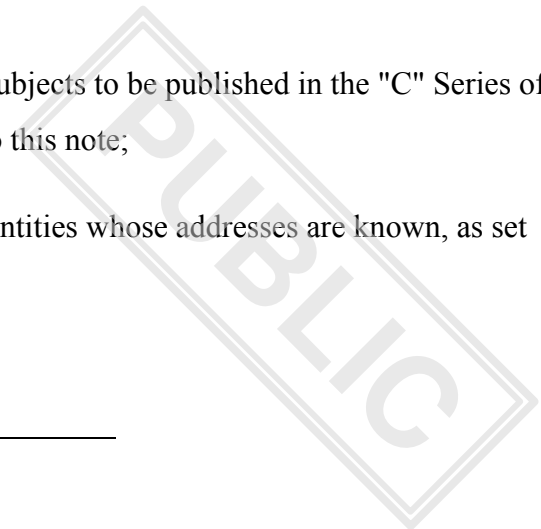 ubjects to be published in the "C" Series of
this note;
ntities whose addresses are known, as set
PUBLIC